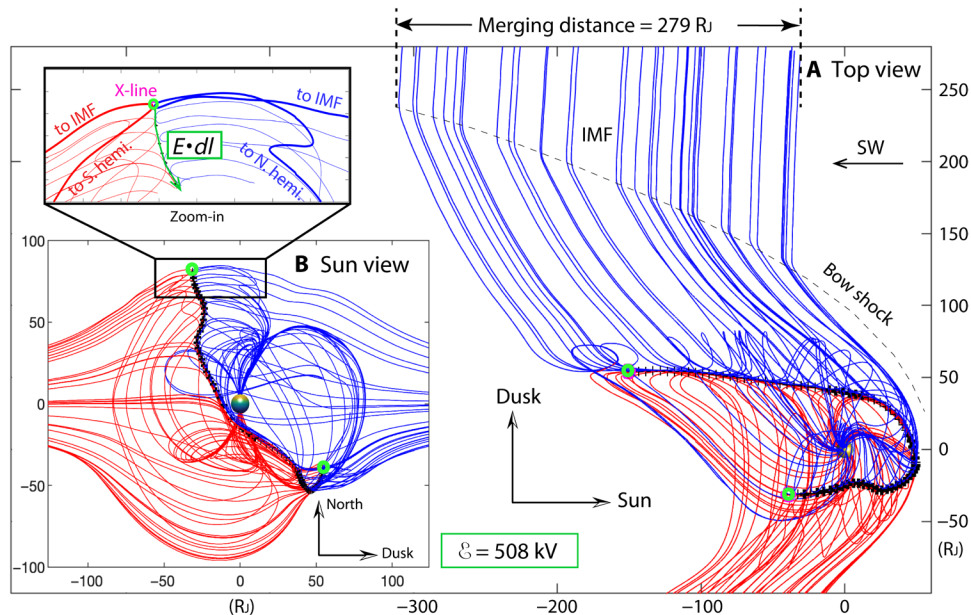 Merging distance = 279 RJ
A Top view
X-line
to IMF
to IMF
E•dl
to S. hemi.
to N. hemi.
Zoom-in
IMF
SW
Bow shock
250
200
150
100
50
0
−50
(RJ)
B Sun view
100
50
0
−50
−100
North
Dusk
−100
−50
0
50
100
(RJ)
Dusk
Sun
ℰ = 508 kV
−300
−200
−100
0